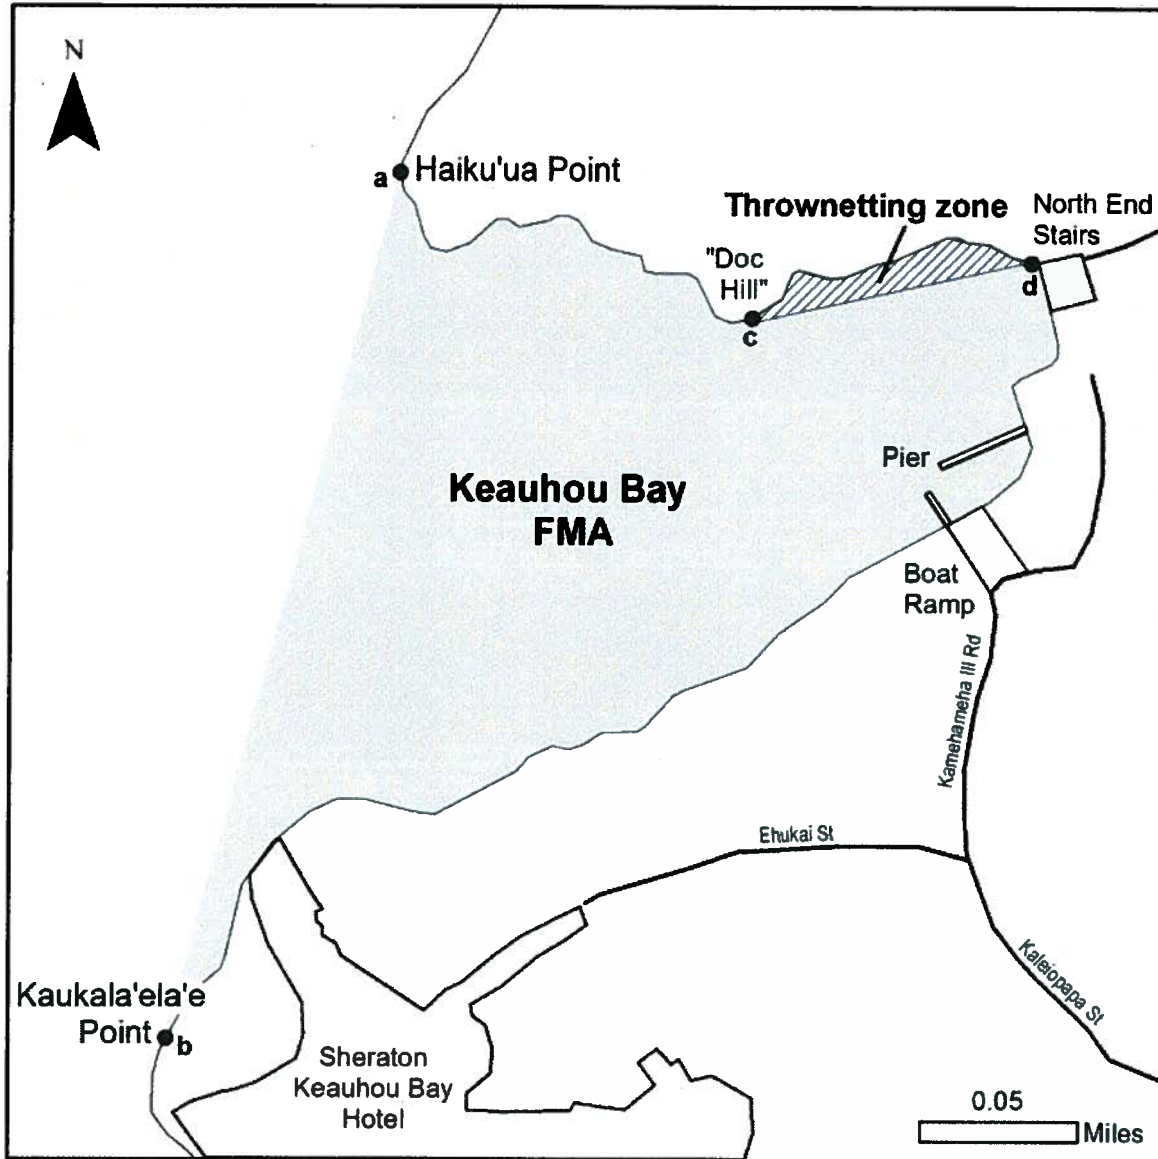 N
a
Haiku'ua Point
Thrownetting zone
North End
Stairs
"Doc
Hill"
c
d
Pier
Keauhou Bay
FMA
Boat
Ramp
Kamehameha III Rd
Ehukai St
Kaleiopapa St
Kaukala'ela'e
Point
b
Sheraton
Keauhou Bay
Hotel
0.05
Miles